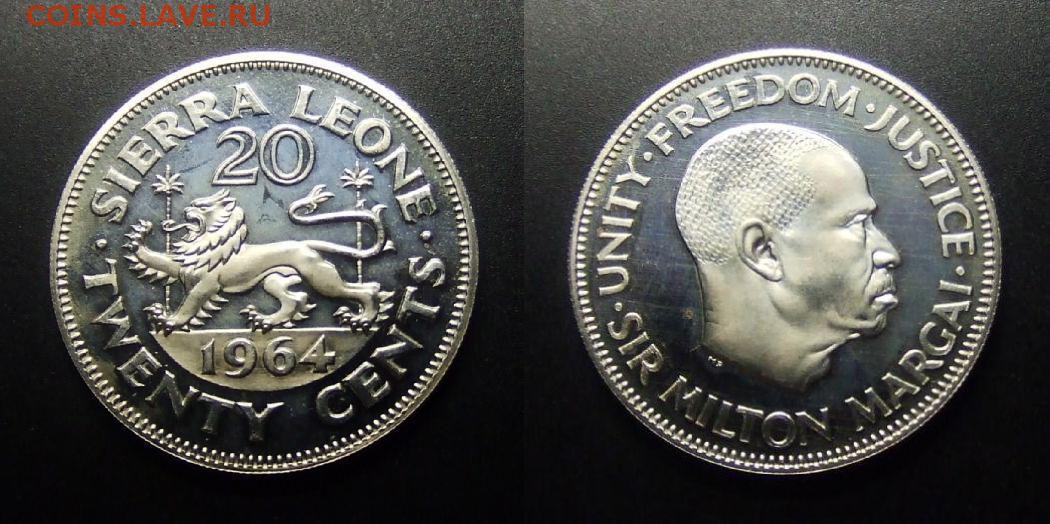 COINS.LAVE.RU
· SIERRA LEONE ·
20
1964
TWENTY CENTS
· UNITY · FREEDOM · JUSTICE ·
SIR MILTON MARGAI